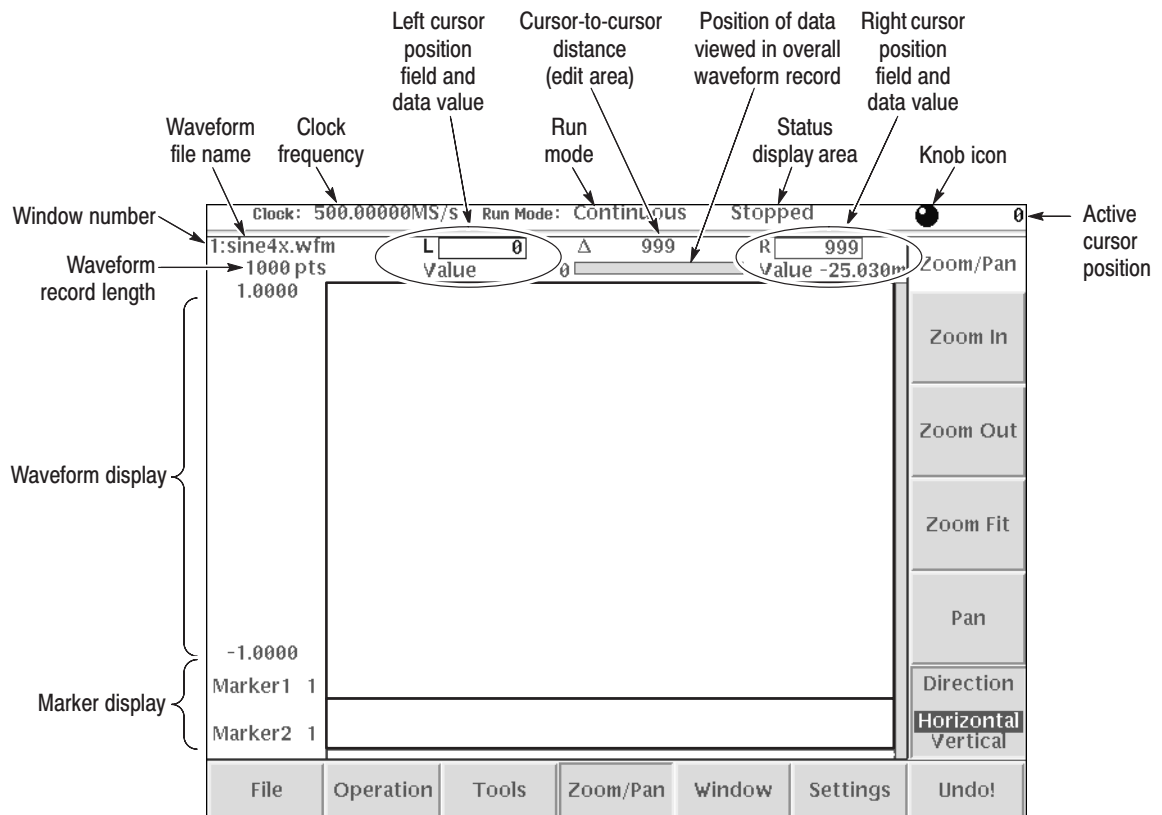 Left cursor
position
field and
data value
Cursor-to-cursor
distance
(edit area)
Position of data
viewed in overall
waveform record
Right cursor
position
field and
data value
Waveform
file name
Clock
frequency
Run
mode
Status
display area
Knob icon
Window number
Clock: 500.00000MS/s Run Mode: Continuous Stopped 0
Active
cursor
position
1:sine4x.wfm L 0 Δ 999 R 999
Waveform
record length
1000 pts Value 0 Value -25.030m
Zoom/Pan
1.0000
Zoom In
Zoom Out
Waveform display
Zoom Fit
Pan
-1.0000
Marker display
Marker1 1
Marker2 1
Direction
Horizontal
Vertical
File Operation Tools Zoom/Pan Window Settings Undo!